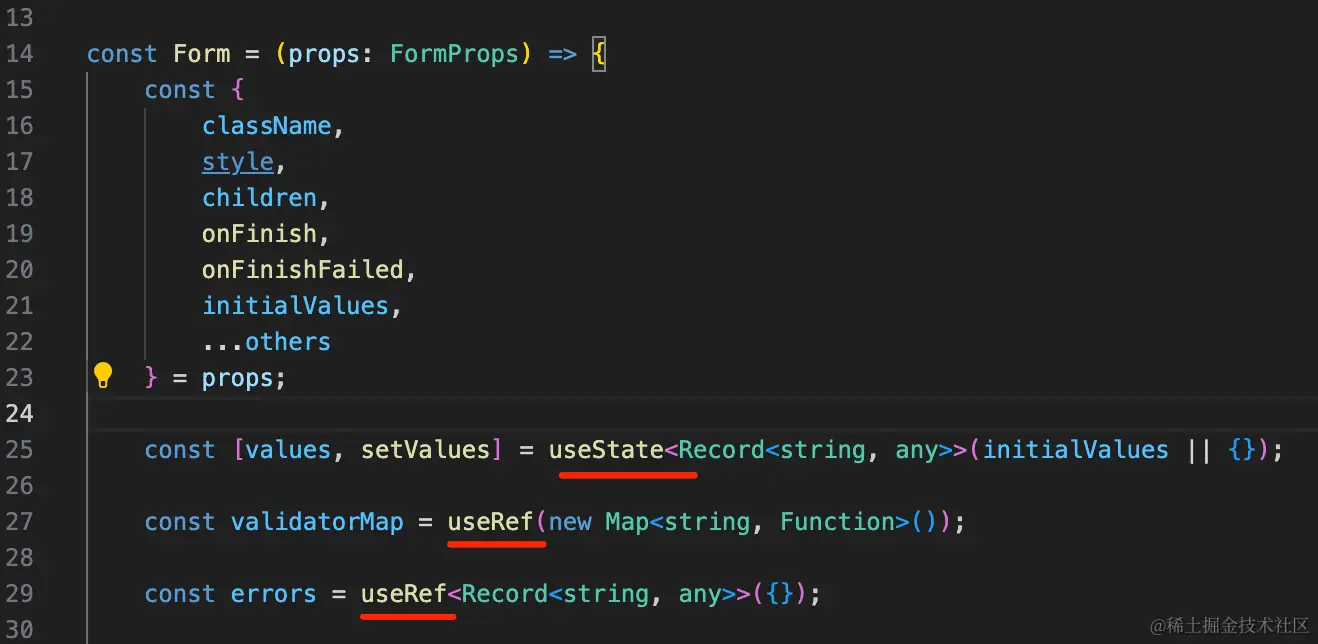 13
14 const Form = (props: FormProps) => {
15 const {
16 className,
17 style,
18 children,
19 onFinish,
20 onFinishFailed,
21 initialValues,
22 ...others
23 } = props;
24
25 const [values, setValues] = useState<Record<string, any>>(initialValues || {});
26
27 const validatorMap = useRef(new Map<string, Function>());
28
29 const errors = useRef<Record<string, any>>({});
30
@稀土掘金技术社区